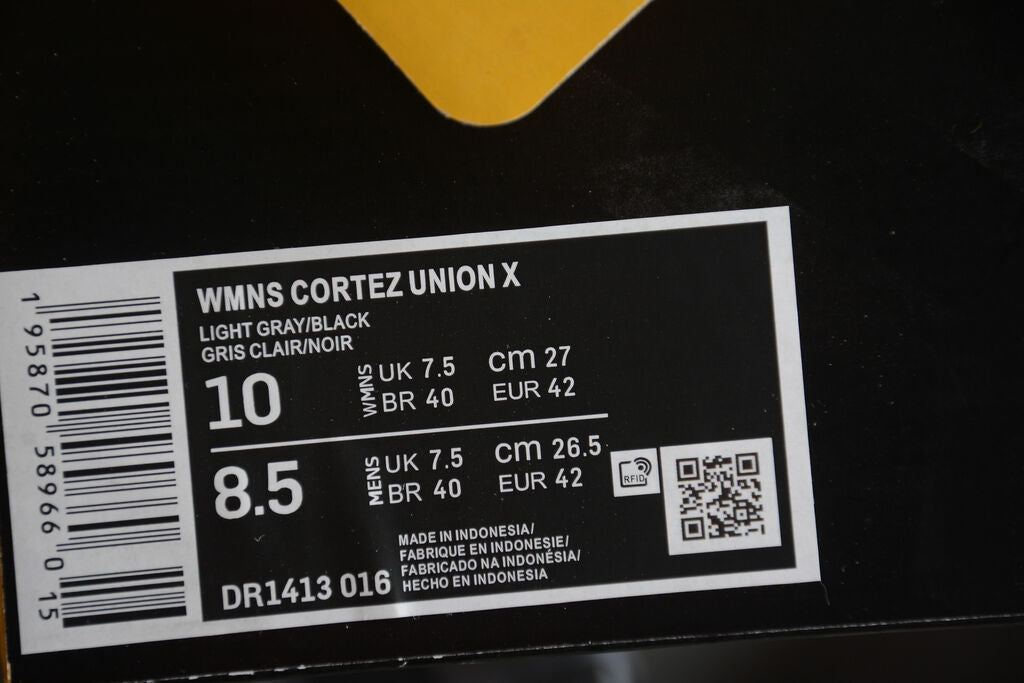 WMNS CORTEZ UNION X
LIGHT GRAY/BLACK
GRIS CLAIR/NOIR
10 WMNS UK 7.5 cm 27
BR 40 EUR 42
8.5 MENS UK 7.5 cm 26.5
BR 40 EUR 42
RFID
MADE IN INDONESIA/
FABRIQUE EN INDONESIE/
FABRICADO NA INDONÉSIA/
HECHO EN INDONESIA
DR1413 016
1 95870 58966 0 15